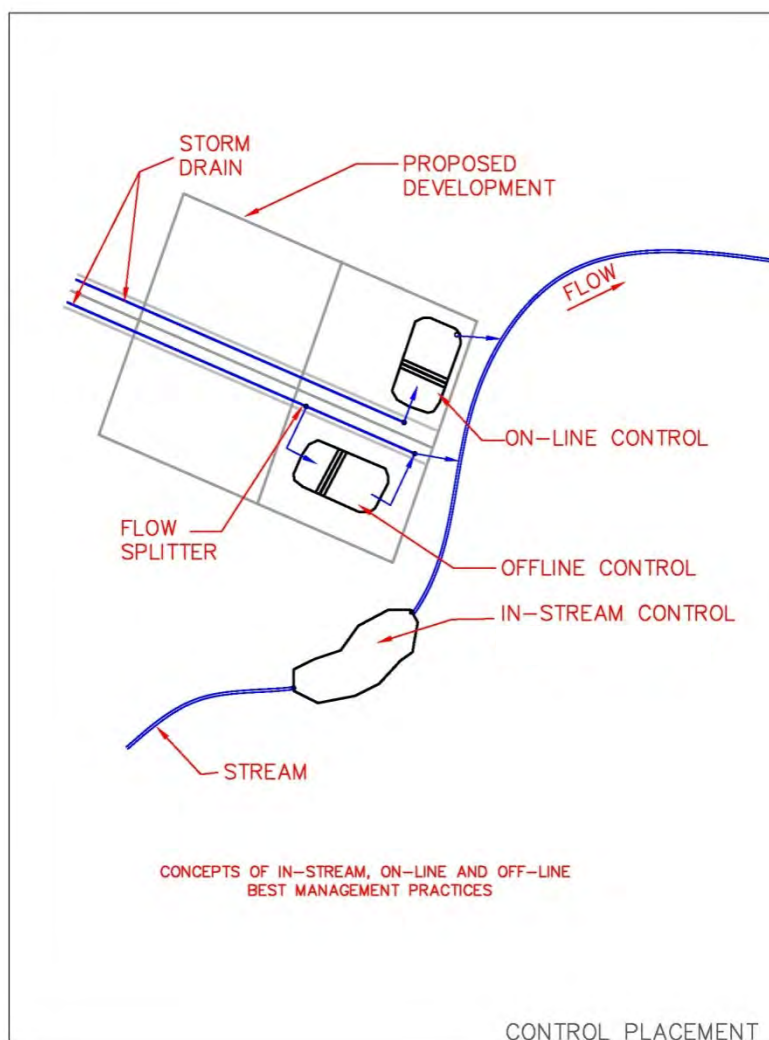 STORM
DRAIN
PROPOSED
DEVELOPMENT
FLOW
ON-LINE CONTROL
FLOW
SPLITTER
OFFLINE CONTROL
IN-STREAM CONTROL
STREAM
CONCEPTS OF IN-STREAM, ON-LINE AND OFF-LINE
BEST MANAGEMENT PRACTICES
CONTROL PLACEMENT